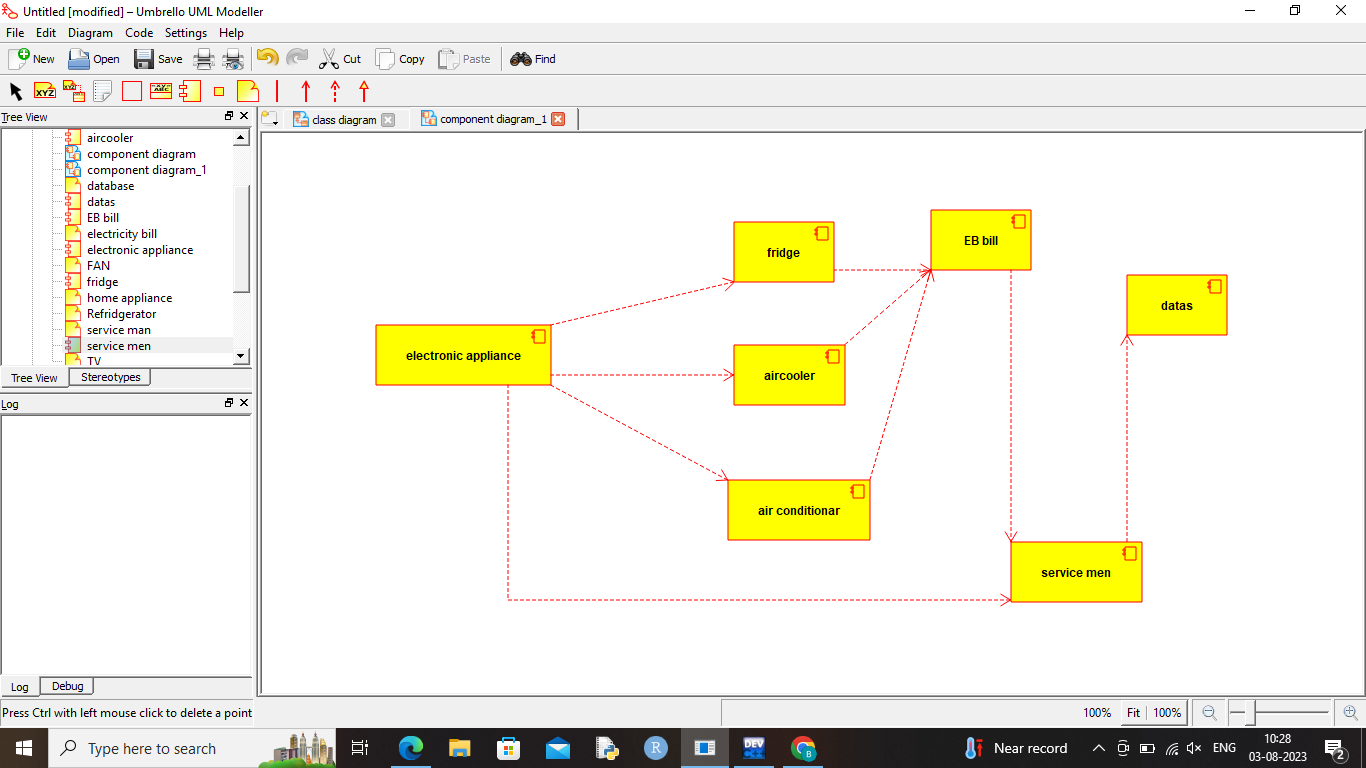 Untitled [modified] – Umbrello UML Modeller
File Edit Diagram Code Settings Help
New Open Save Cut Copy Paste Find
XYZ
Tree View
class diagram
component diagram_1
aircooler
component diagram
component diagram_1
database
datas
EB bill
electricity bill
electronic appliance
FAN
fridge
home appliance
Refridgerator
service man
service men
TV
Tree View Stereotypes
Log
Log Debug
fridge
EB bill
datas
electronic appliance
aircooler
air conditionar
service men
Press Ctrl with left mouse click to delete a point
100% Fit 100%
Type here to search
R
DEV
B
Near record
ENG
10:28
03-08-2023
2